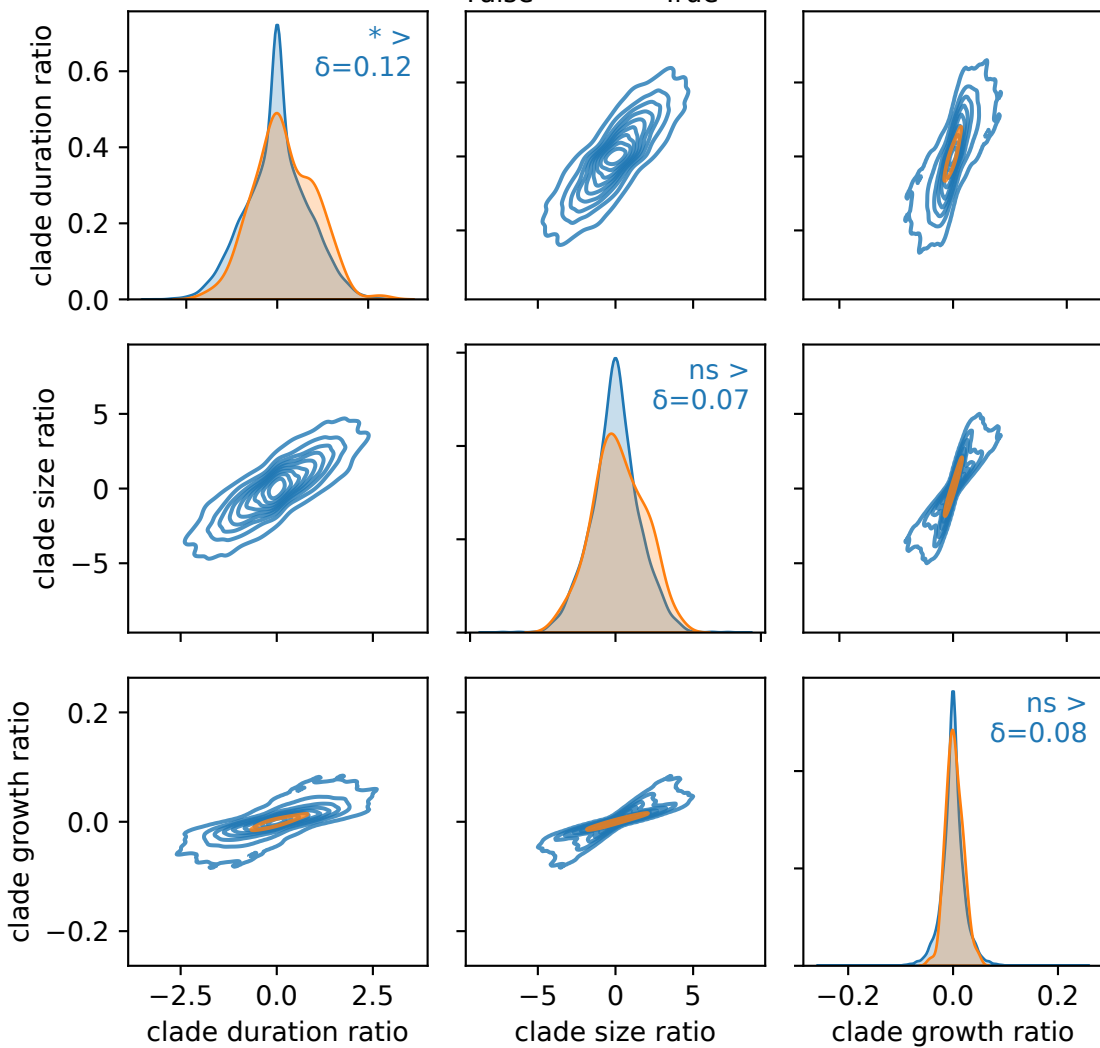 True
clade duration ratio
0.6
0.4
0.2
0.0
* >
δ=0.12
clade size ratio
5
0
−5
ns >
δ=0.07
clade growth ratio
0.2
0.0
−0.2
ns >
δ=0.08
−2.5 0.0 2.5
−5 0 5
−0.2 0.0 0.2
clade duration ratio
clade size ratio
clade growth ratio